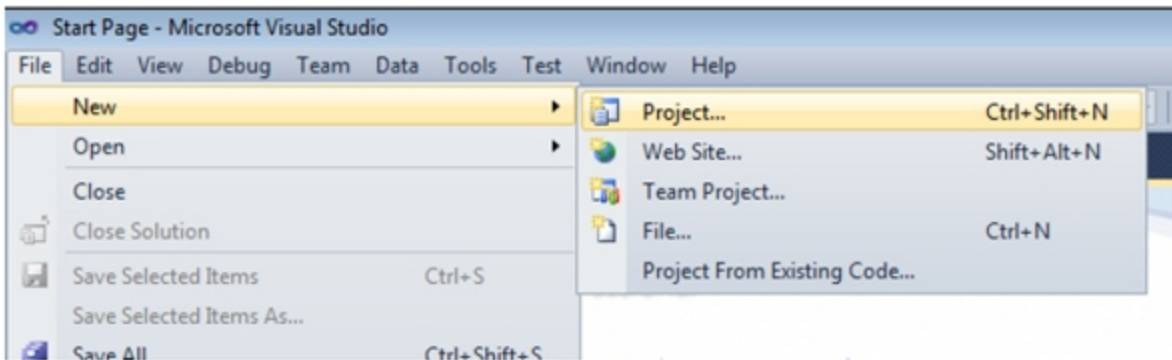 Start Page - Microsoft Visual Studio
File Edit View Debug Team Data Tools Test Window Help
New
Open
Close
Close Solution
Save Selected Items Ctrl+S
Save Selected Items As...
Save All Ctrl+Shift+S
Project... Ctrl+Shift+N
Web Site... Shift+Alt+N
Team Project...
File... Ctrl+N
Project From Existing Code...